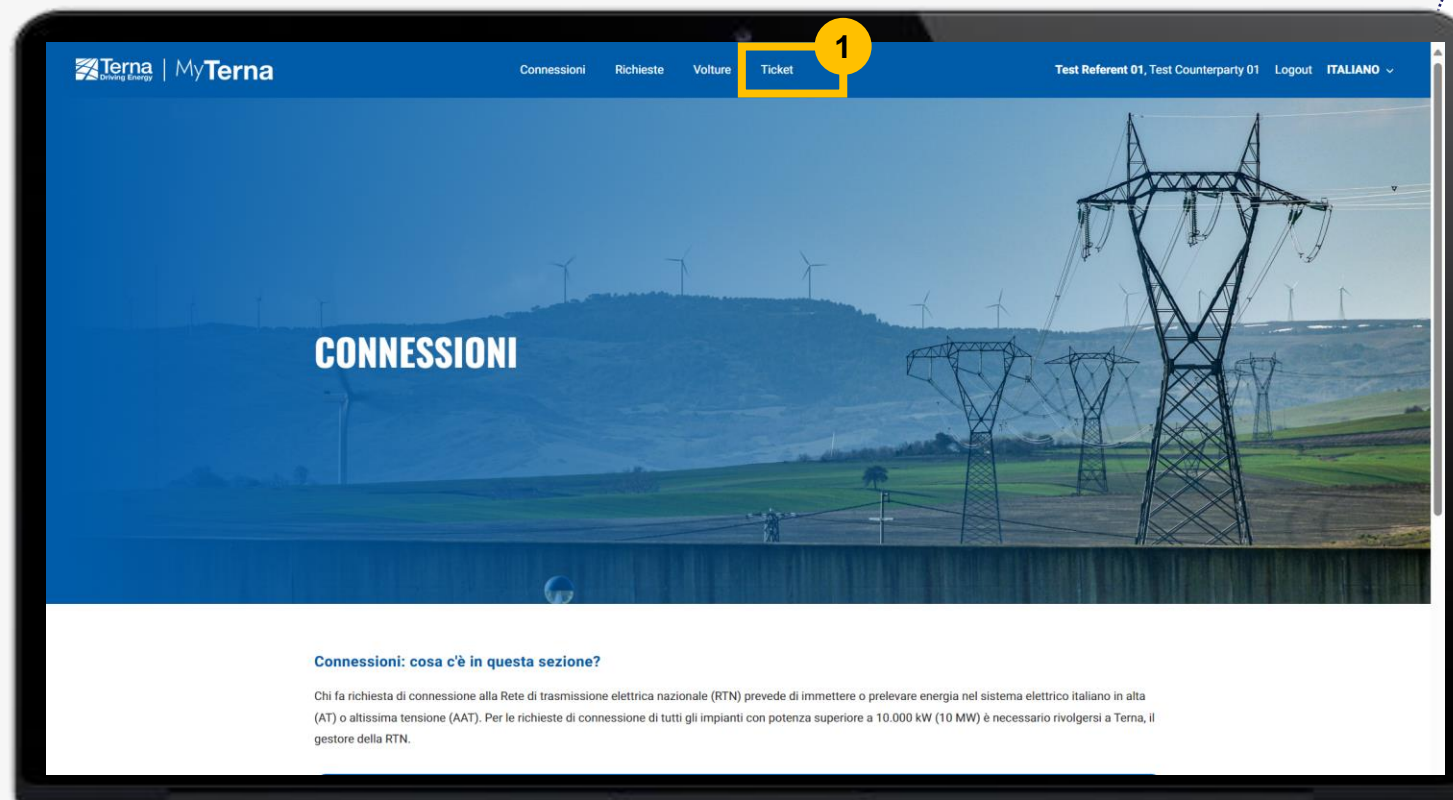 1
Terna
Driving Energy
MyTerna
Connessioni Richieste Volture Ticket
Test Referent 01, Test Counterparty 01 Logout ITALIANO
CONNESSIONI
Connessioni: cosa c'è in questa sezione?
Chi fa richiesta di connessione alla Rete di trasmissione elettrica nazionale (RTN) prevede di immettere o prelevare energia nel sistema elettrico italiano in alta
(AT) o altissima tensione (AAT). Per le richieste di connessione di tutti gli impianti con potenza superiore a 10.000 kW (10 MW) è necessario rivolgersi a Terna, il
gestore della RTN.